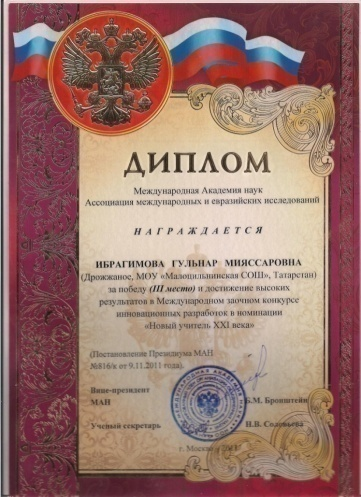 ДИПЛОМ
Международная Академия наук
Ассоциация международных и евразийских исследований
НАГРАЖДАЕТСЯ
ИБРАГИМОВА ГУЛЬНАР МИЯССАРОВНА
(Дрожжаное, МОУ «Малоцильнинская СОШ», Татарстан)
за победу (III место) и достижение высоких
результатов в Международном заочном конкурсе
инновационных разработок в номинации
«Новый учитель XXI века»
(Постановление Президиума МАН
№816/к от 9.11.2011 года).
Вице-президент
МАН Б.М. Бронштейн
Ученый секретарь Н.В. Соловьева
г. Москва